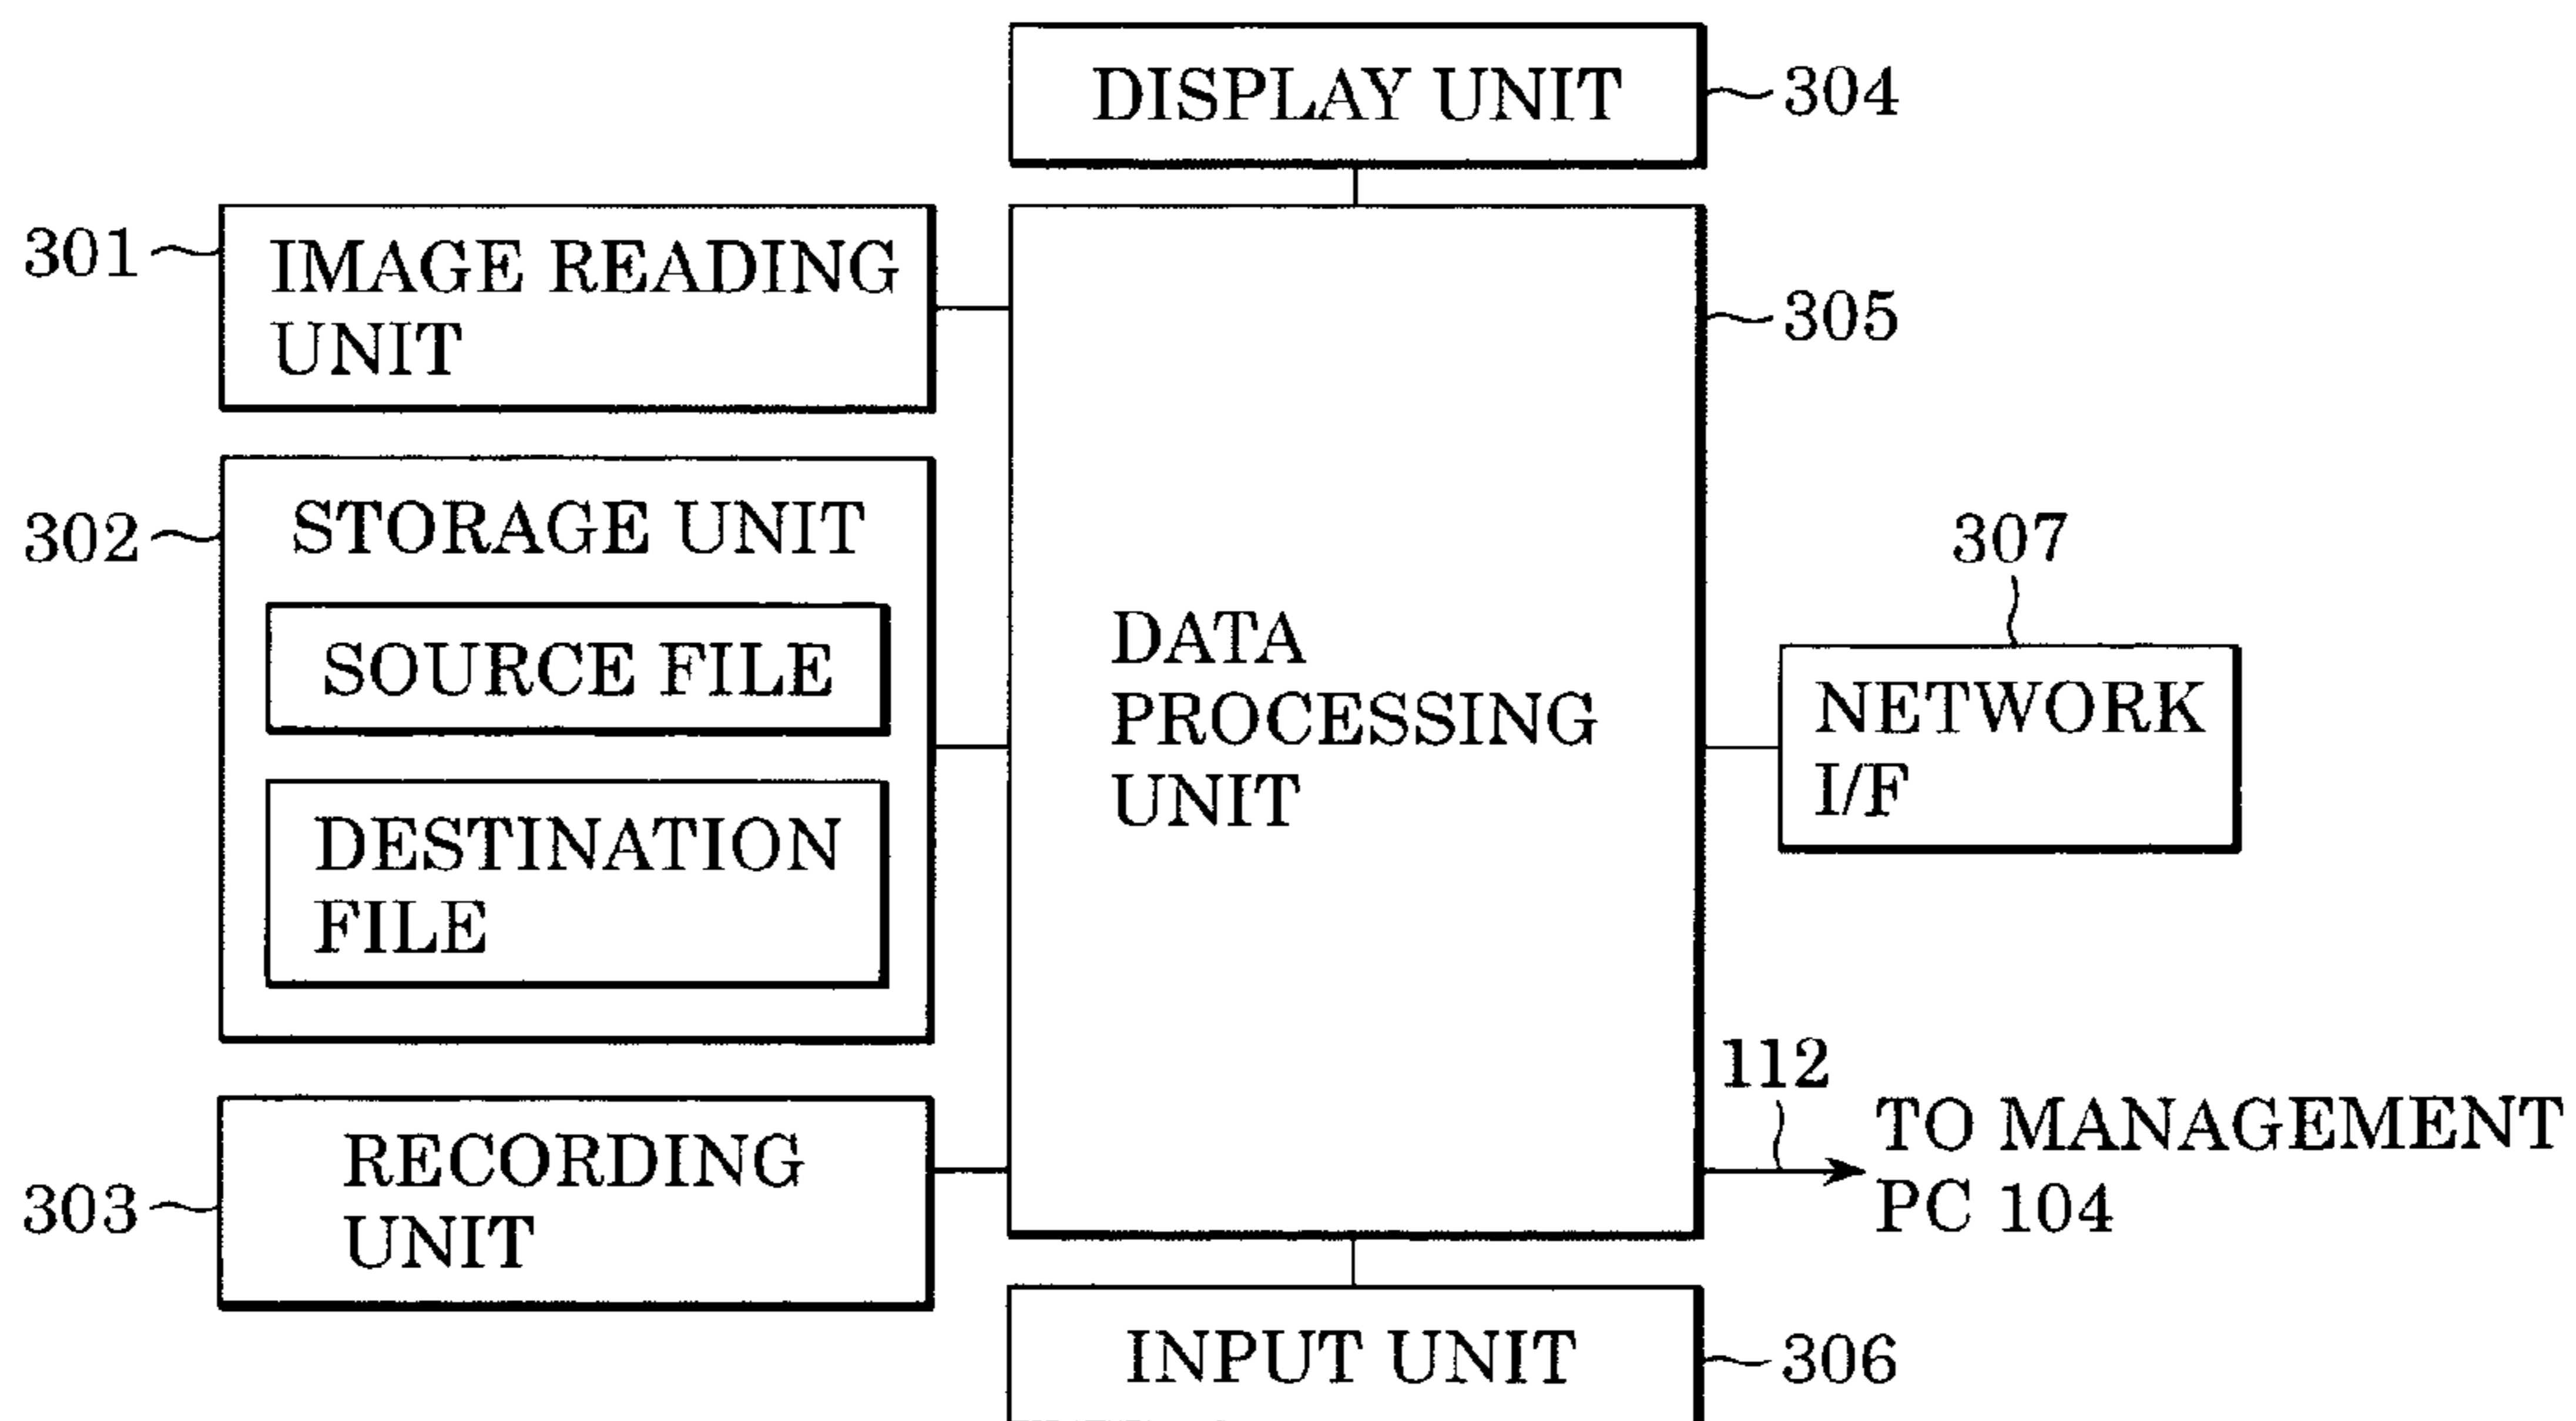 DISPLAY UNIT
304
301
IMAGE READING
UNIT
305
302
STORAGE UNIT
SOURCE FILE
DESTINATION
FILE
DATA
PROCESSING
UNIT
307
NETWORK
I/F
303
RECORDING
UNIT
112
TO MANAGEMENT
PC 104
INPUT UNIT
306